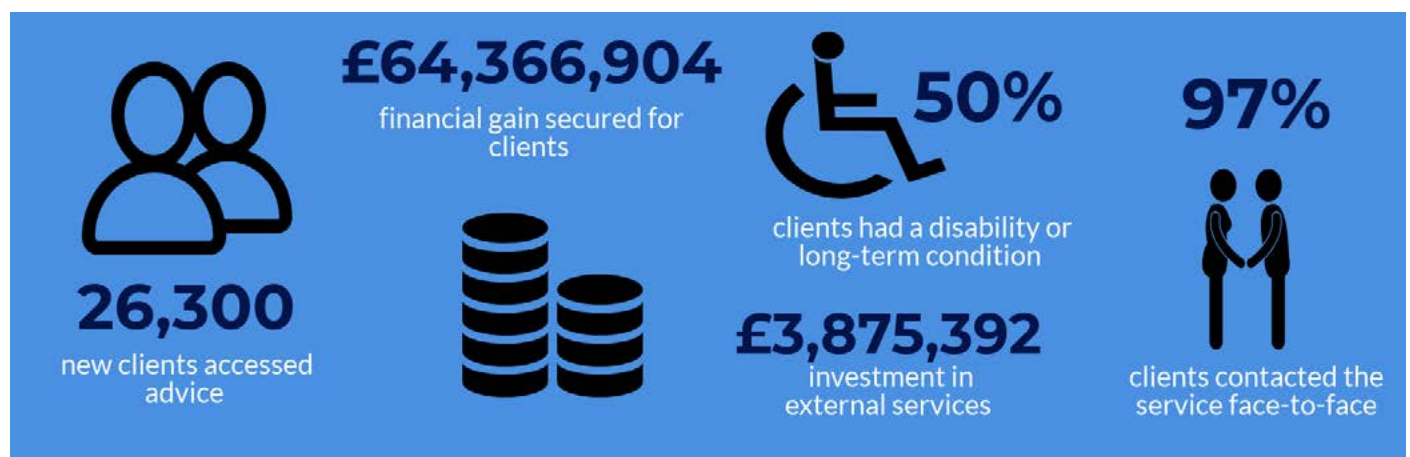 26,300
new clients accessed
advice
£64,366,904
financial gain secured for
clients
50%
clients had a disability or
long-term condition
£3,875,392
investment in
external services
97%
clients contacted the
service face-to-face